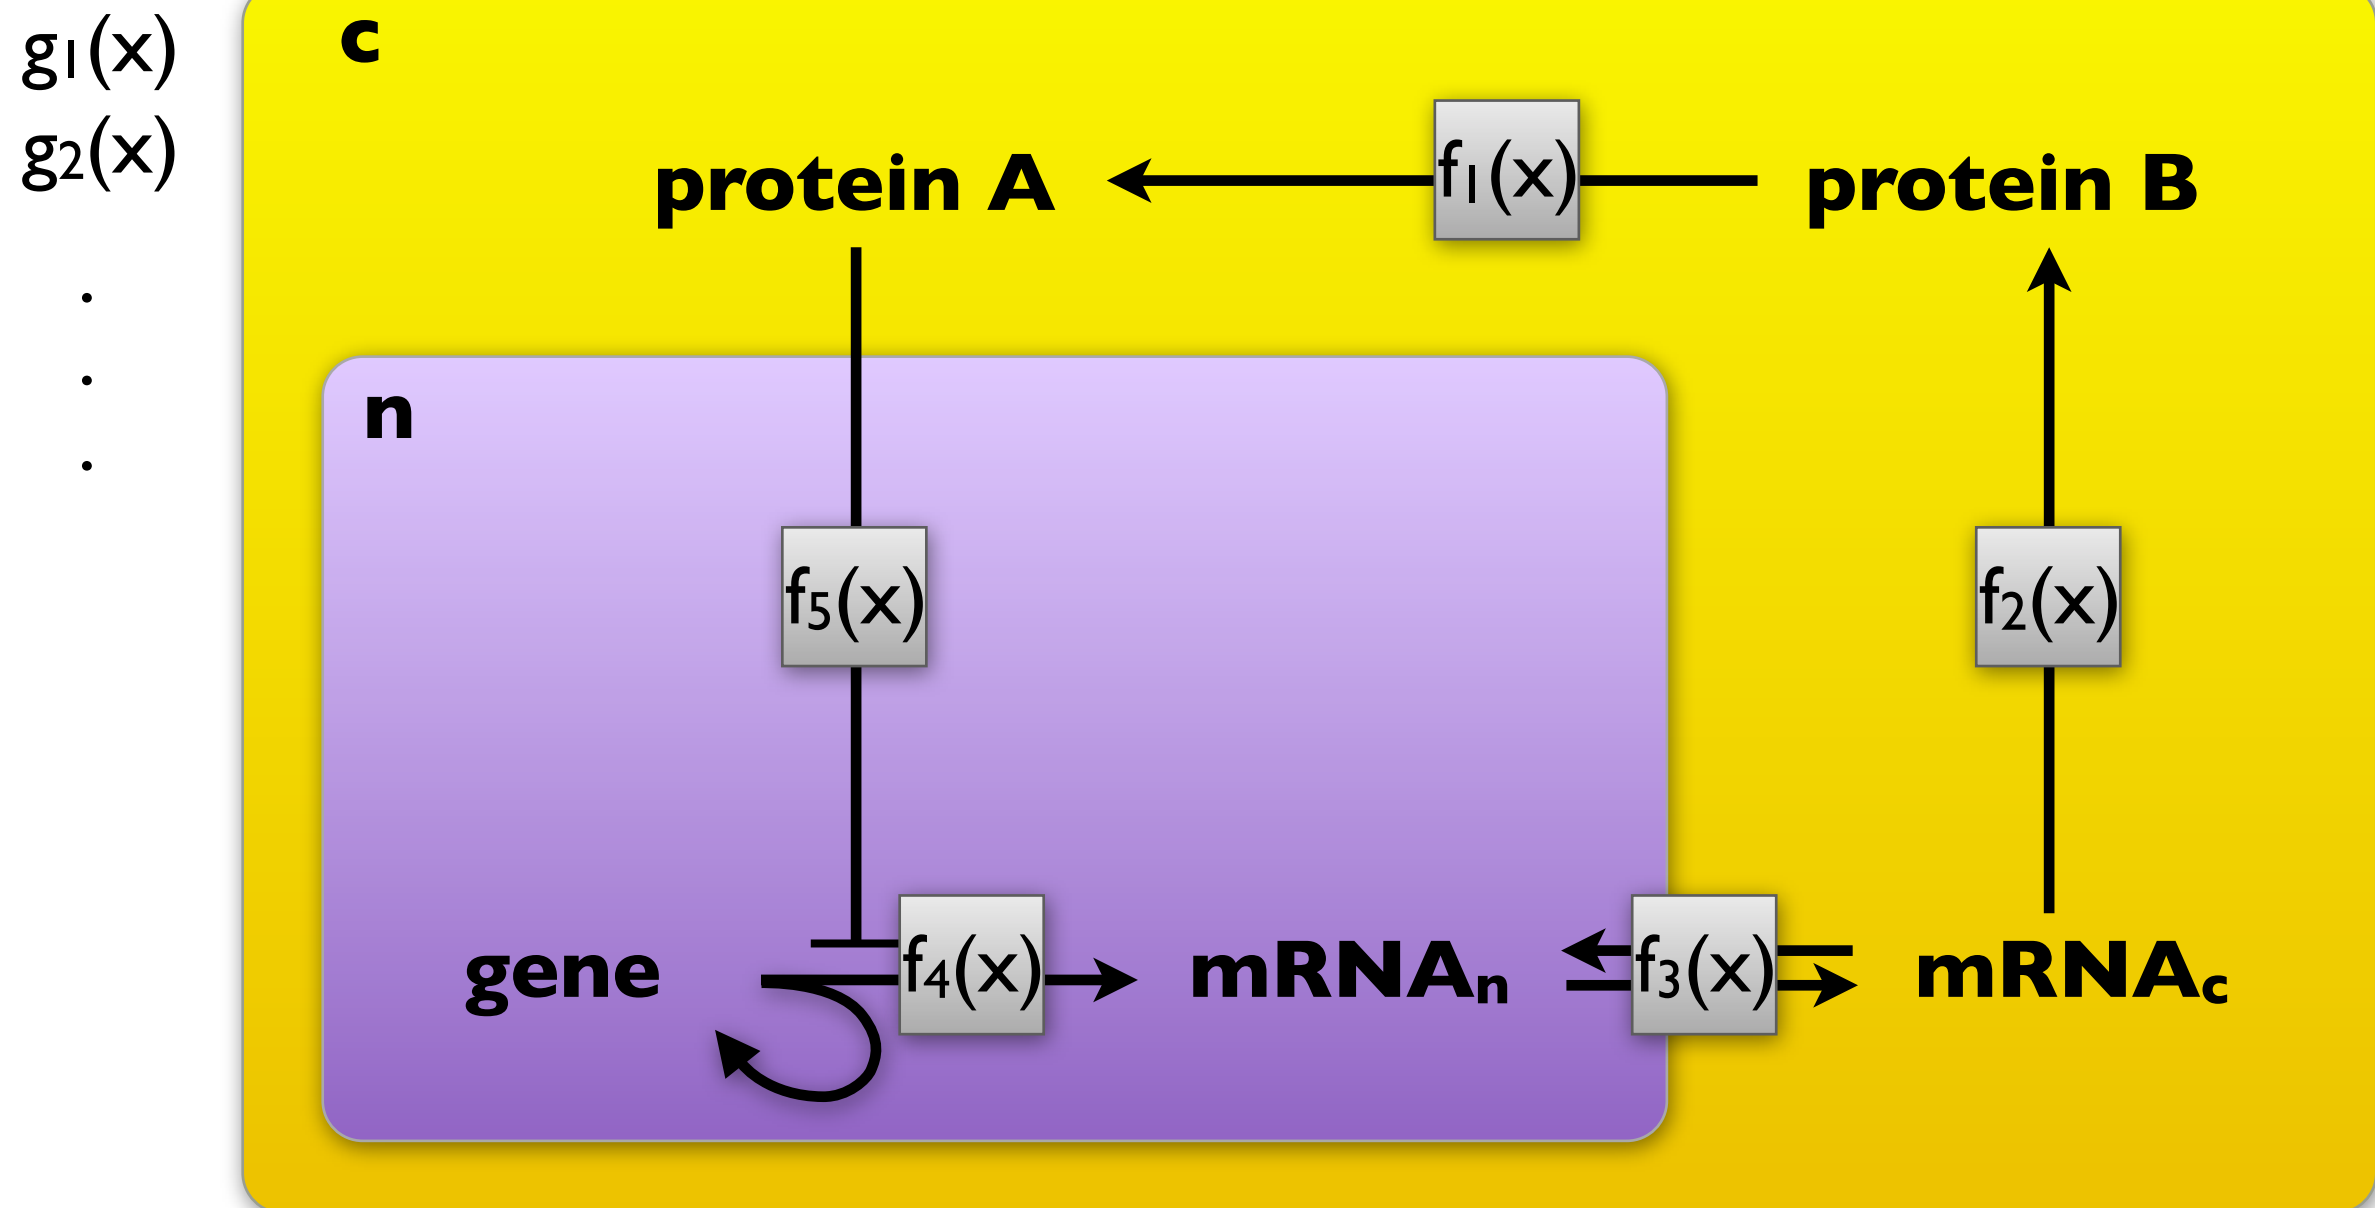 g1(x)
g2(x)
.
.
.
c
protein A
f1(x)
protein B
n
f5(x)
f2(x)
gene
f4(x)
mRNAn
f3(x)
mRNAc